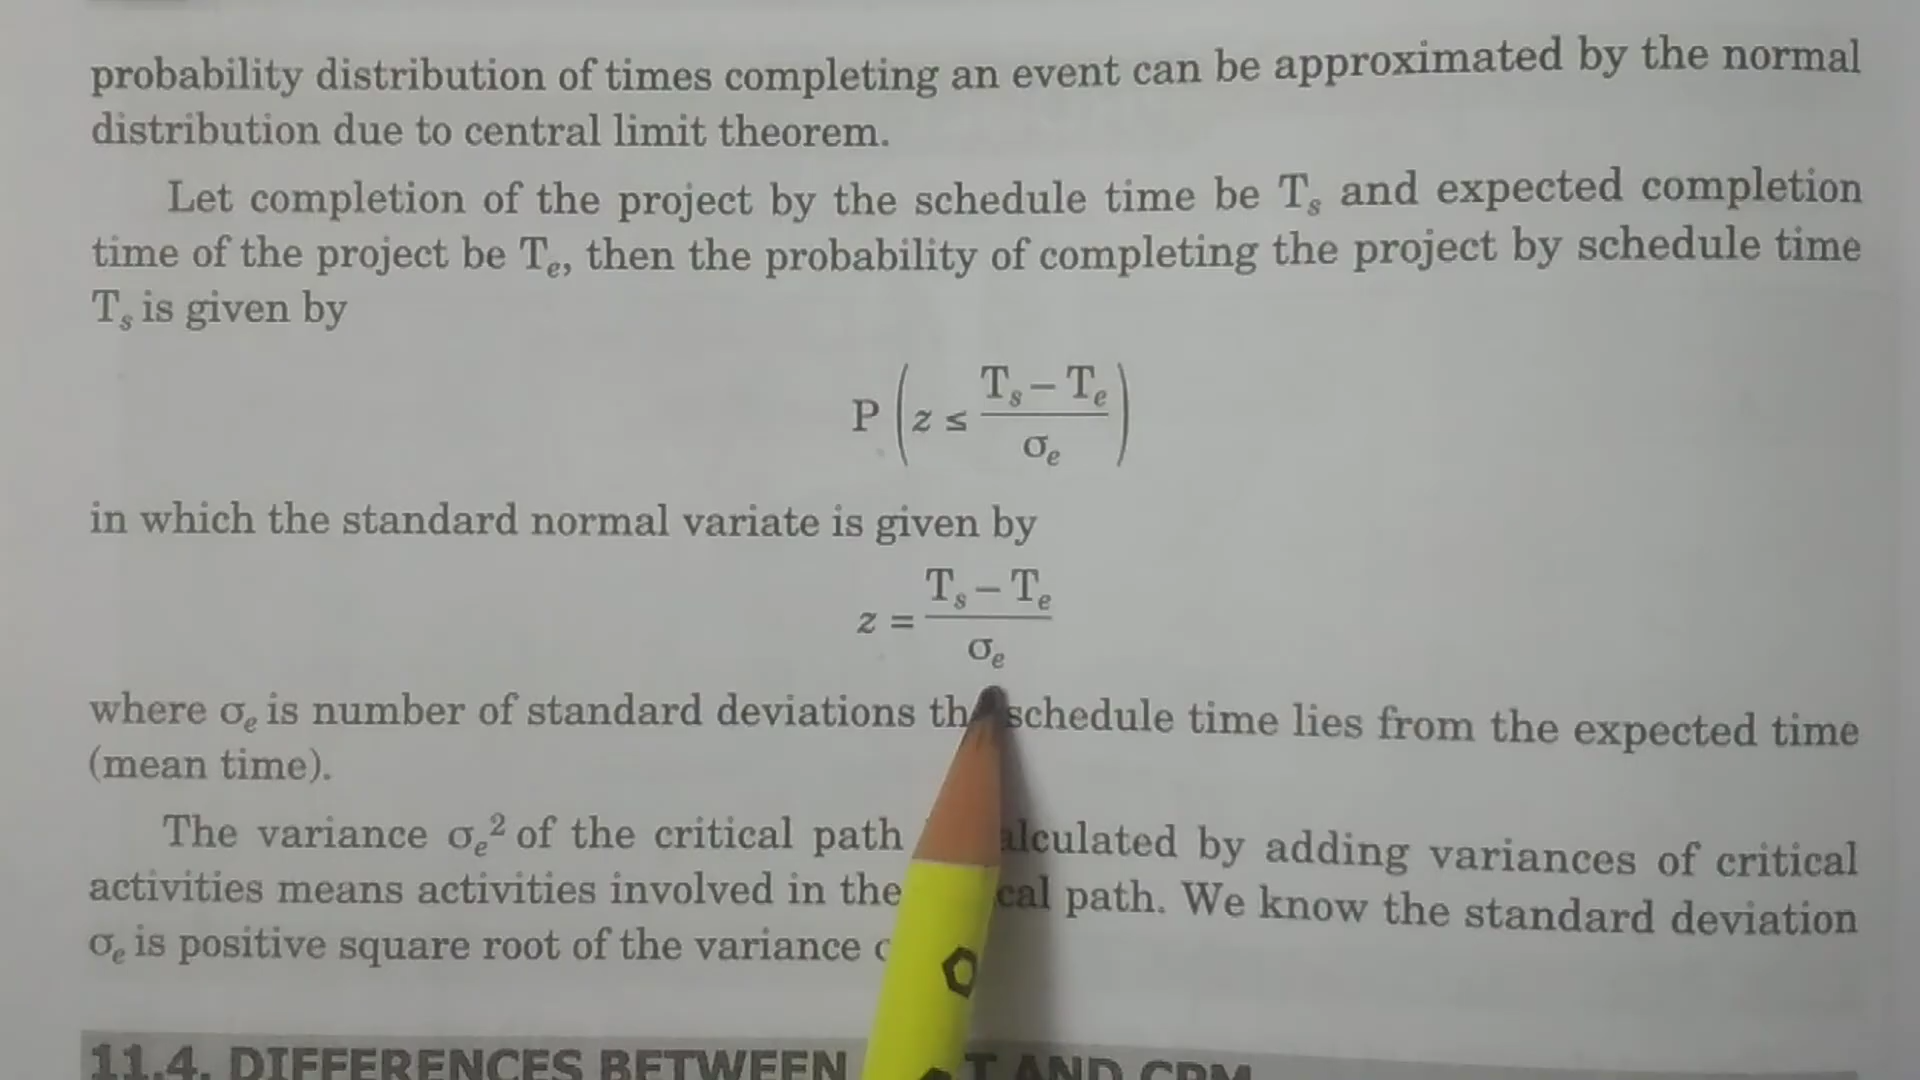 probability distribution of times completing an event can be approximated by the normal
distribution due to central limit theorem.
Let completion of the project by the schedule time be Tₛ and expected completion
time of the project be Tₑ, then the probability of completing the project by schedule time
Tₛ is given by
P ( z ≤ (Tₛ – Tₑ) / σₑ )
in which the standard normal variate is given by
z = (Tₛ – Tₑ) / σₑ
where σₑ is number of standard deviations schedule time lies from the expected time
(mean time).
The variance σₑ² of the critical path by adding variances of critical
activities means activities involved in the path. We know the standard deviation
σₑ is positive square root of the variance
11.4. DIFFERENCES BETWEEN AND CPM